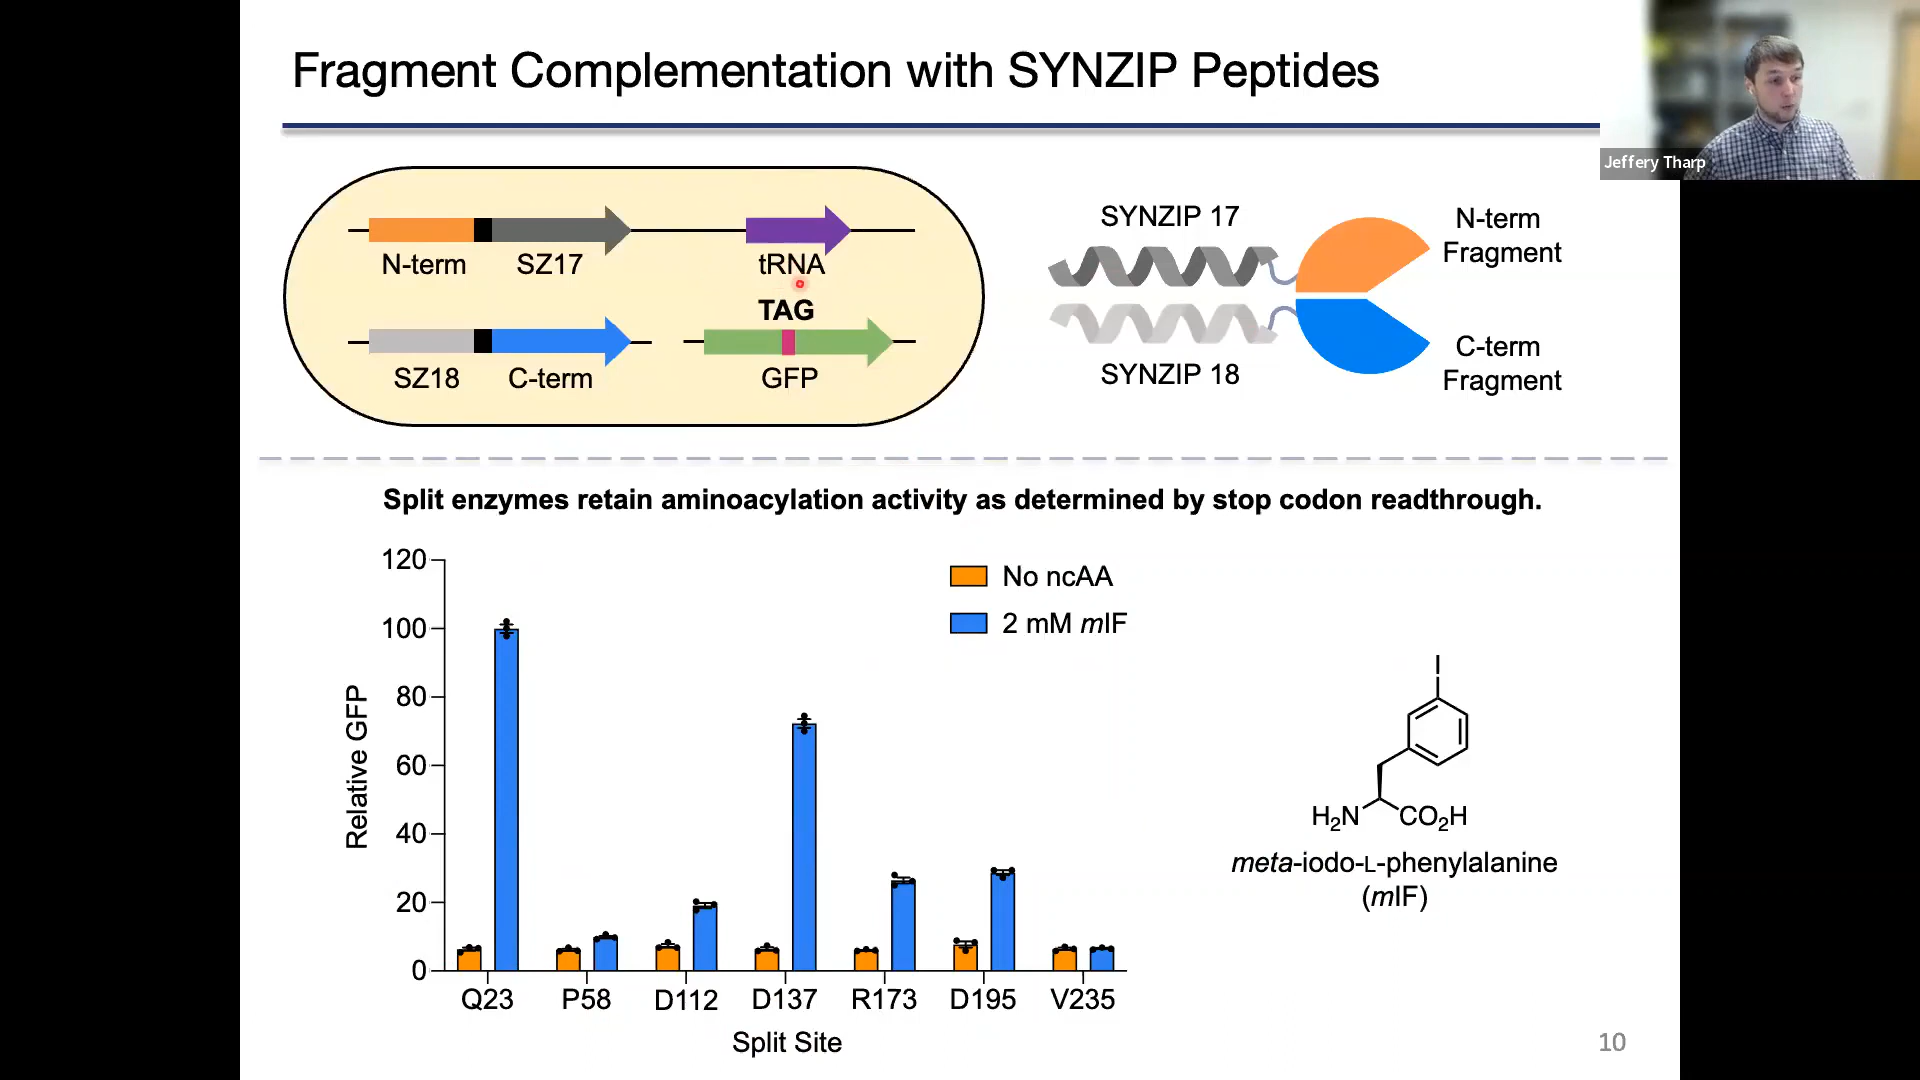 Fragment Complementation with SYNZIP Peptides
Jeffery Tharp
N-term SZ17 tRNA
TAG
SZ18 C-term GFP
SYNZIP 17
SYNZIP 18
N-term
Fragment
C-term
Fragment
Split enzymes retain aminoacylation activity as determined by stop codon readthrough.
120
100
80
60
40
20
0
Relative GFP
No ncAA
2 mM mIF
Q23 P58 D112 D137 R173 D195 V235
Split Site
I
H₂N CO₂H
meta-iodo-L-phenylalanine
(mIF)
10